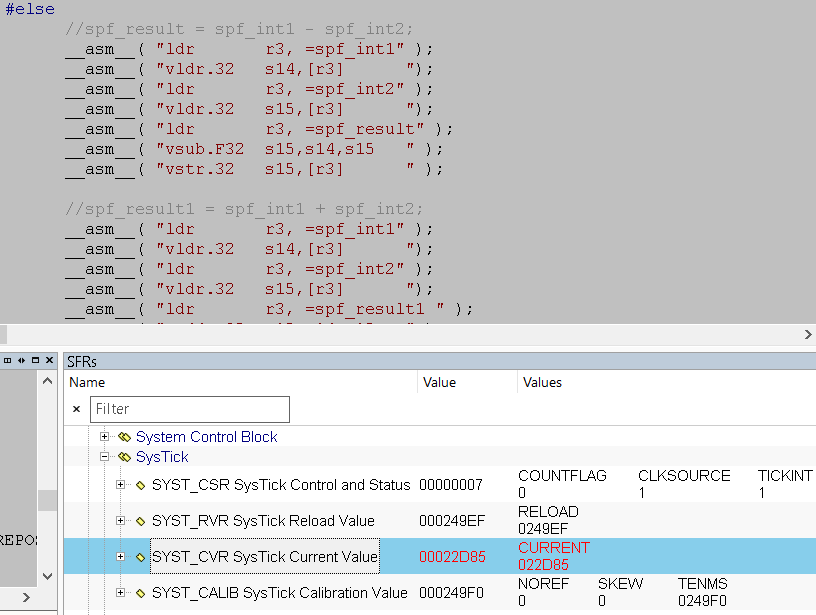 #else
//spf_result = spf_int1 - spf_int2;
__asm__( "ldr r3, =spf_int1" );
__asm__( "vldr.32 s14,[r3] ");
__asm__( "ldr r3, =spf_int2" );
__asm__( "vldr.32 s15,[r3] ");
__asm__( "ldr r3, =spf_result" );
__asm__( "vsub.F32 s15,s14,s15 " );
__asm__( "vstr.32 s15,[r3] " );
//spf_result1 = spf_int1 + spf_int2;
__asm__( "ldr r3, =spf_int1" );
__asm__( "vldr.32 s14,[r3] ");
__asm__( "ldr r3, =spf_int2" );
__asm__( "vldr.32 s15,[r3] ");
__asm__( "ldr r3, =spf_result1 " );
SFRs
Name Value Values
Filter
System Control Block
SysTick
COUNTFLAG CLKSOURCE TICKINT
SYST_CSR SysTick Control and Status 00000007
0 1 1
RELOAD
SYST_RVR SysTick Reload Value 000249EF
0249EF
CURRENT
SYST_CVR SysTick Current Value 00022D85
022D85
NOREF SKEW TENMS
SYST_CALIB SysTick Calibration Value 000249F0
0 0 0249F0